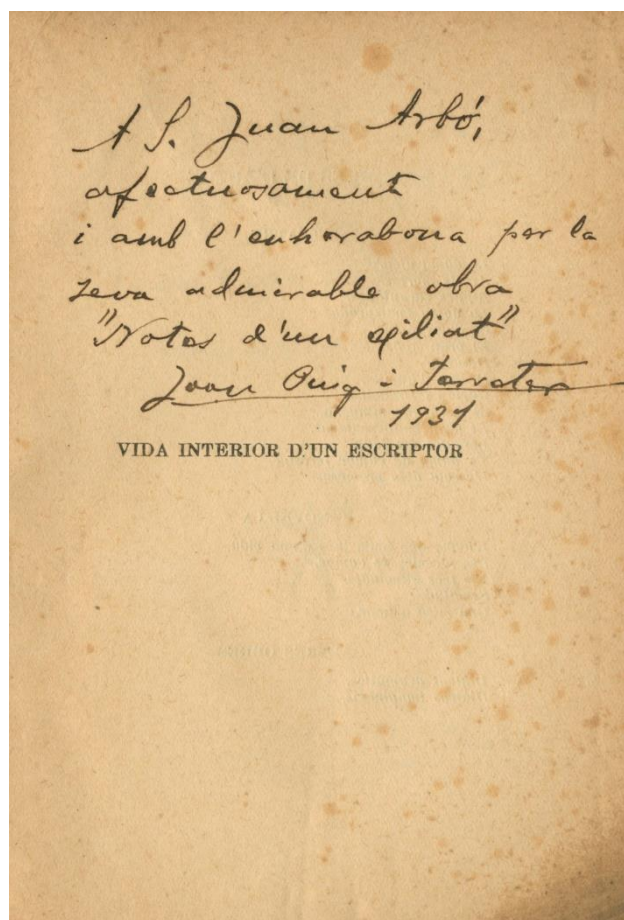 A S. Juan Arbó,
afectuosament
i amb l'enhorabona per la
seva admirable obra
"Notes d'un exiliat"
Joan Puig i Ferreter
1931
VIDA INTERIOR D'UN ESCRIPTOR